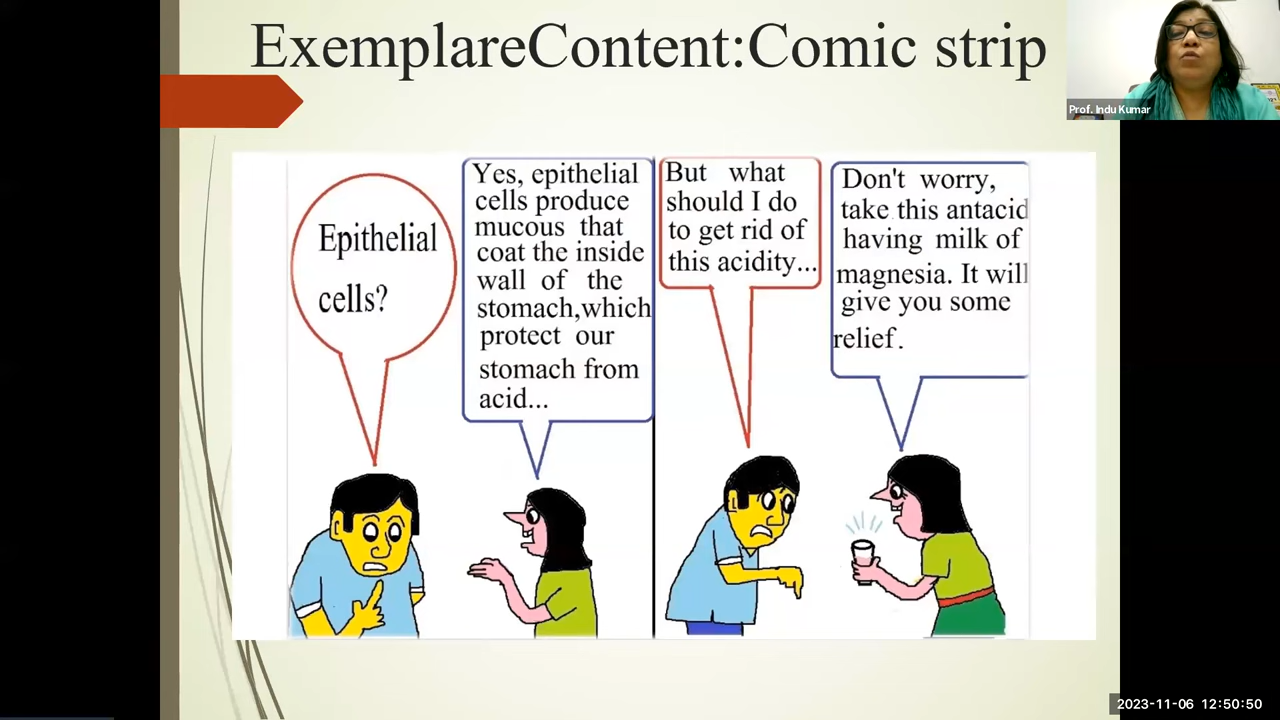 ExemplareContent:Comic strip
Prof. Indu Kumar
Epithelial
cells?
Yes, epithelial
cells produce
mucous that
coat the inside
wall of the
stomach,which
protect our
stomach from
acid...
But what
should I do
to get rid of
this acidity...
Don't worry,
take this antacid
having milk of
magnesia. It will
give you some
relief.
2023-11-06 12:50:50